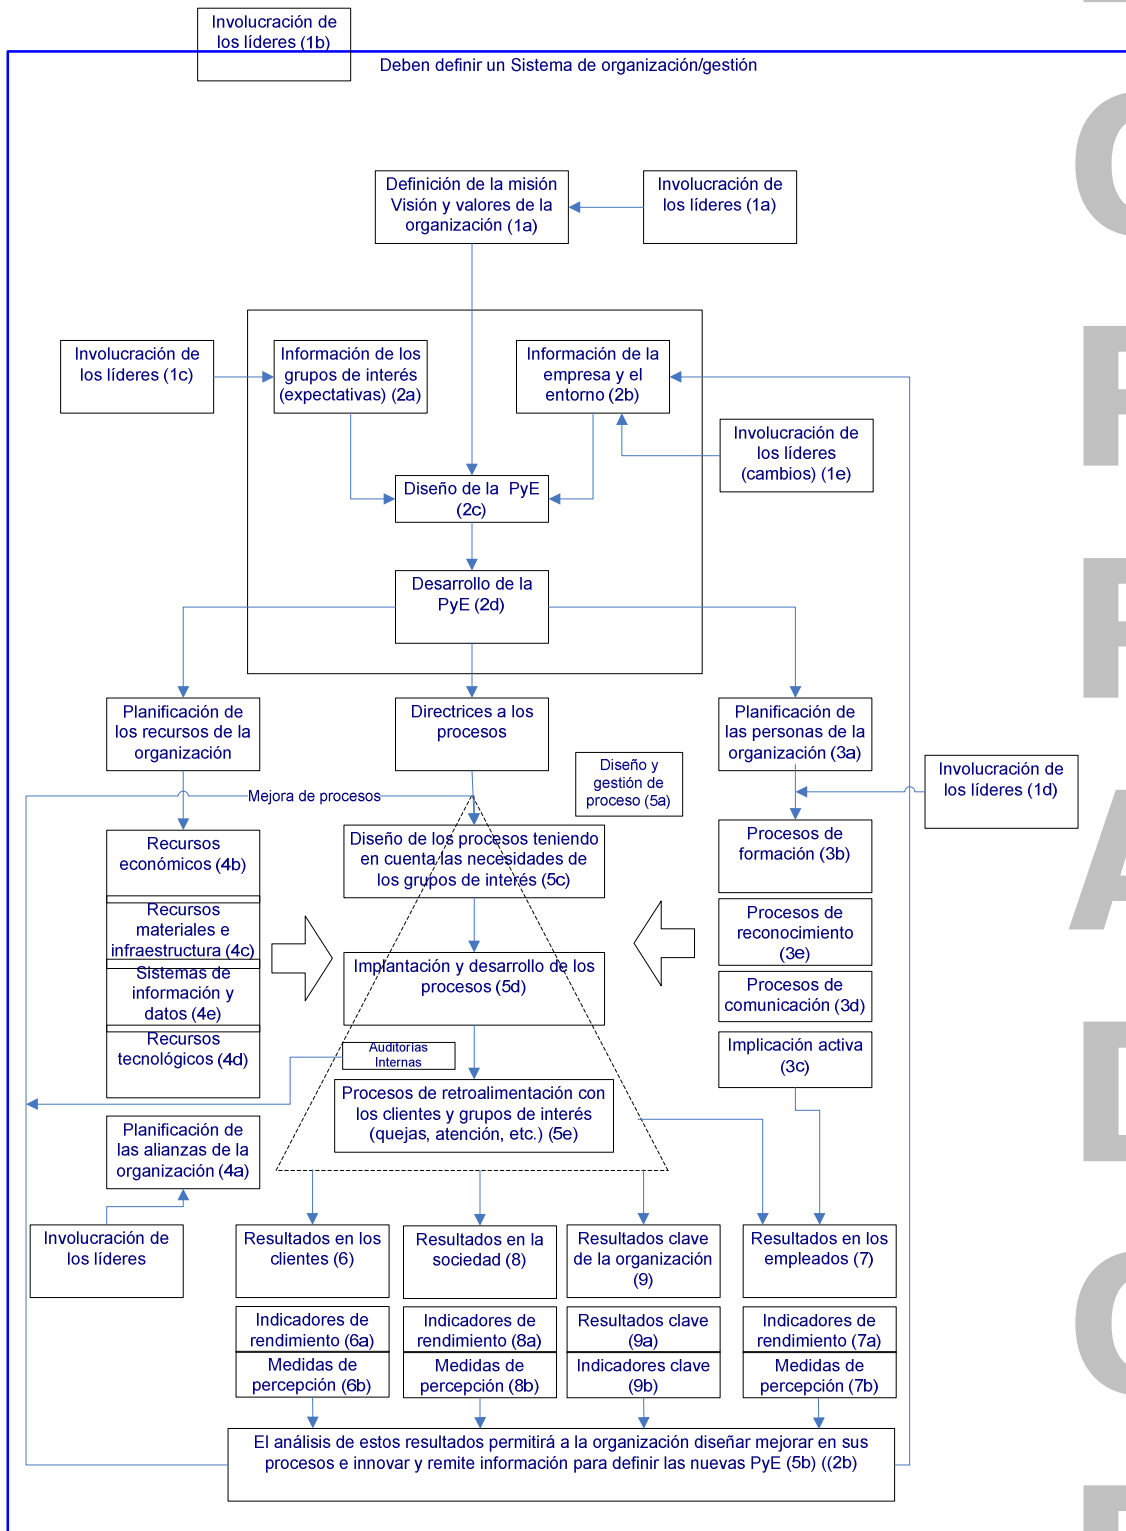 Involucración de
los líderes (1b)
Deben definir un Sistema de organización/gestión
Definición de la misión
Visión y valores de la
organización (1a)
Involucración de
los líderes (1a)
Involucración de
los líderes (1c)
Información de los
grupos de interés
(expectativas) (2a)
Información de la
empresa y el
entorno (2b)
Involucración de
los líderes
(cambios) (1e)
Diseño de la PyE
(2c)
Desarrollo de la
PyE (2d)
Planificación de
los recursos de la
organización
Directrices a los
procesos
Planificación de
las personas de la
organización (3a)
Diseño y
gestión de
proceso (5a)
Involucración de
los líderes (1d)
Mejora de procesos
Recursos
económicos (4b)
Diseño de los procesos teniendo
en cuenta las necesidades de
los grupos de interés (5c)
Procesos de
formación (3b)
Recursos
materiales e
infraestructura (4c)
Procesos de
reconocimiento
(3e)
Sistemas de
información y
datos (4e)
Implantación y desarrollo de los
procesos (5d)
Procesos de
comunicación (3d)
Recursos
tecnológicos (4d)
Auditorías
Internas
Implicación activa
(3c)
Procesos de retroalimentación con
los clientes y grupos de interés
(quejas, atención, etc.) (5e)
Planificación de
las alianzas de la
organización (4a)
Involucración de
los líderes
Resultados en los
clientes (6)
Resultados en la
sociedad (8)
Resultados clave
de la organización
(9)
Resultados en los
empleados (7)
Indicadores de
rendimiento (6a)
Indicadores de
rendimiento (8a)
Resultados clave
(9a)
Indicadores de
rendimiento (7a)
Medidas de
percepción (6b)
Medidas de
percepción (8b)
Indicadores clave
(9b)
Medidas de
percepción (7b)
El análisis de estos resultados permitirá a la organización diseñar mejorar en sus
procesos e innovar y remite información para definir las nuevas PyE (5b) ((2b)